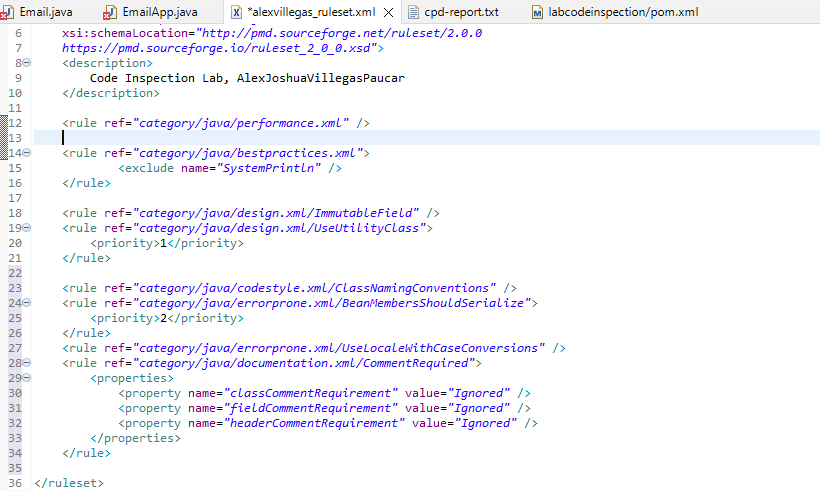 Email.java EmailApp.java *alexvillegas_ruleset.xml cpd-report.txt labcodeinspection/pom.xml
6 xsi:schemaLocation="http://pmd.sourceforge.net/ruleset/2.0.0
7 https://pmd.sourceforge.io/ruleset_2_0_0.xsd">
8 <description>
9 Code Inspection Lab, AlexJoshuaVillegasPaucar
10 </description>
11
12 <rule ref="category/java/performance.xml" />
13
14 <rule ref="category/java/bestpractices.xml">
15 <exclude name="SystemPrintln" />
16 </rule>
17
18 <rule ref="category/java/design.xml/ImmutableField" />
19 <rule ref="category/java/design.xml/UseUtilityClass">
20 <priority>1</priority>
21 </rule>
22
23 <rule ref="category/java/codestyle.xml/ClassNamingConventions" />
24 <rule ref="category/java/errorprone.xml/BeanMembersShouldSerialize">
25 <priority>2</priority>
26 </rule>
27 <rule ref="category/java/errorprone.xml/UseLocaleWithCaseConversions" />
28 <rule ref="category/java/documentation.xml/CommentRequired">
29 <properties>
30 <property name="classCommentRequirement" value="Ignored" />
31 <property name="fieldCommentRequirement" value="Ignored" />
32 <property name="headerCommentRequirement" value="Ignored" />
33 </properties>
34 </rule>
35
36 </ruleset>